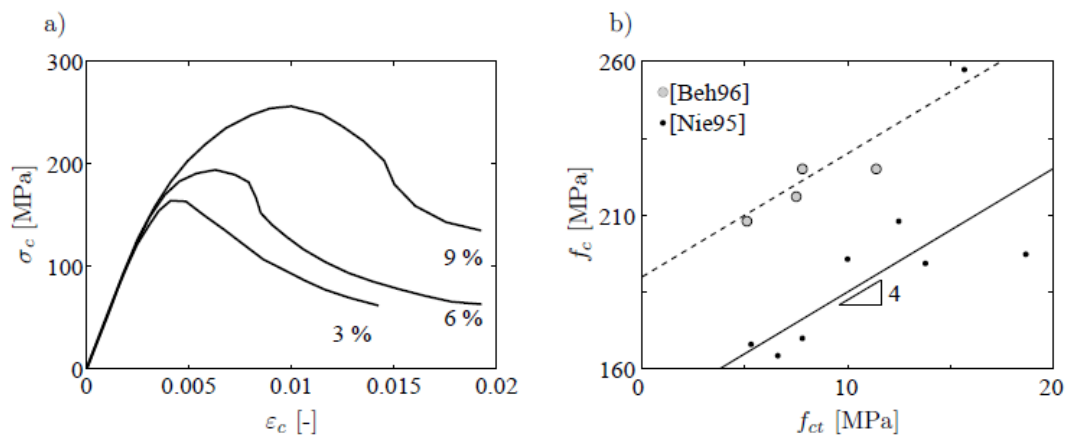 a)
300
200
100
0
σc [MPa]
9 %
6 %
3 %
0
0.005
0.01
0.015
0.02
εc [-]
b)
260
210
160
fc [MPa]
[Beh96]
[Nie95]
4
0
10
20
fct [MPa]